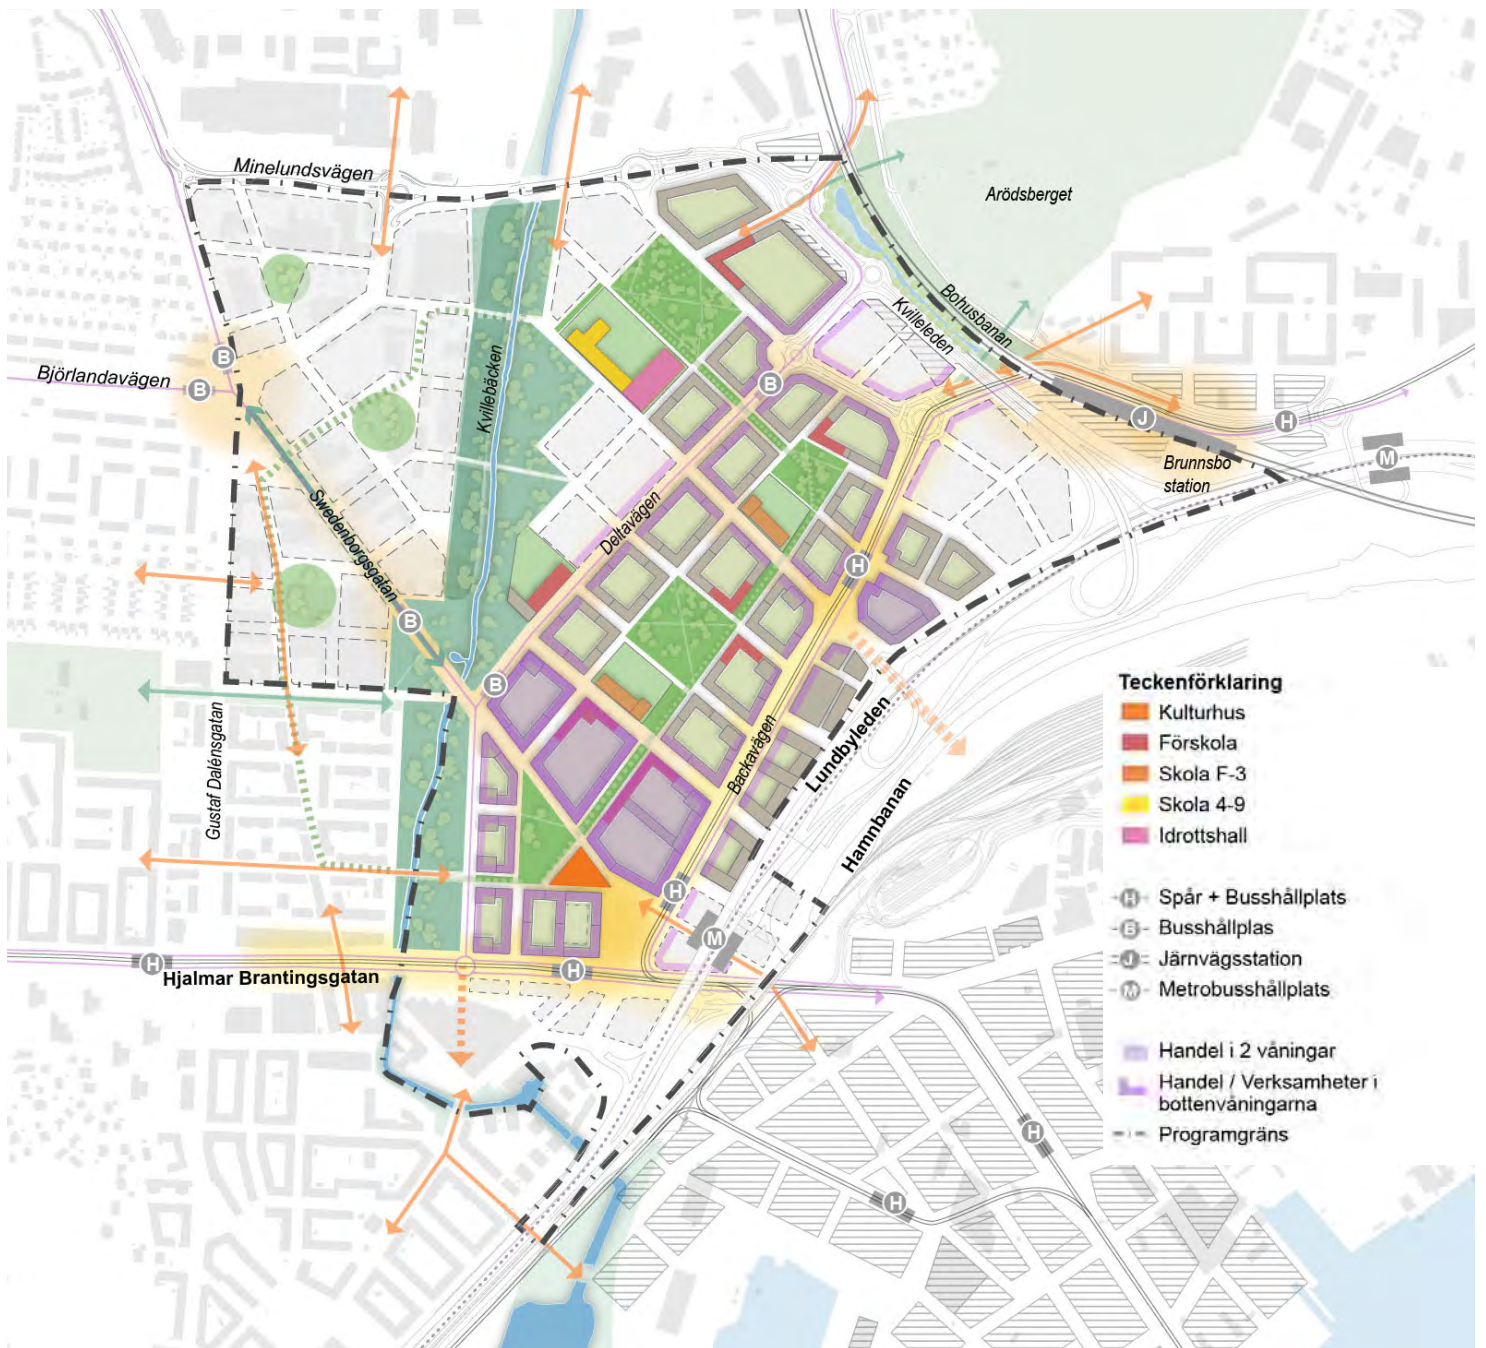 Minelundsvägen
Arödsberget
Bohusbanan
Kvilleleden
Björlandavägen
B
B
Kvillebäcken
B
J
H
M
Brunnsbo
station
Swedenborgsgatan
Deltavägen
H
B
B
Gustaf Dalénsgatan
Backavägen
Lundbyleden
Hamnbanan
H
M
H
H
Hjalmar Brantingsgatan
H
H
Teckenförklaring
Kulturhus
Förskola
Skola F-3
Skola 4-9
Idrottshall
H Spår + Busshållplats
B Busshållplas
J Järnvägsstation
M Metrobusshållplats
Handel i 2 våningar
Handel / Verksamheter i
bottenvåningarna
Programgräns